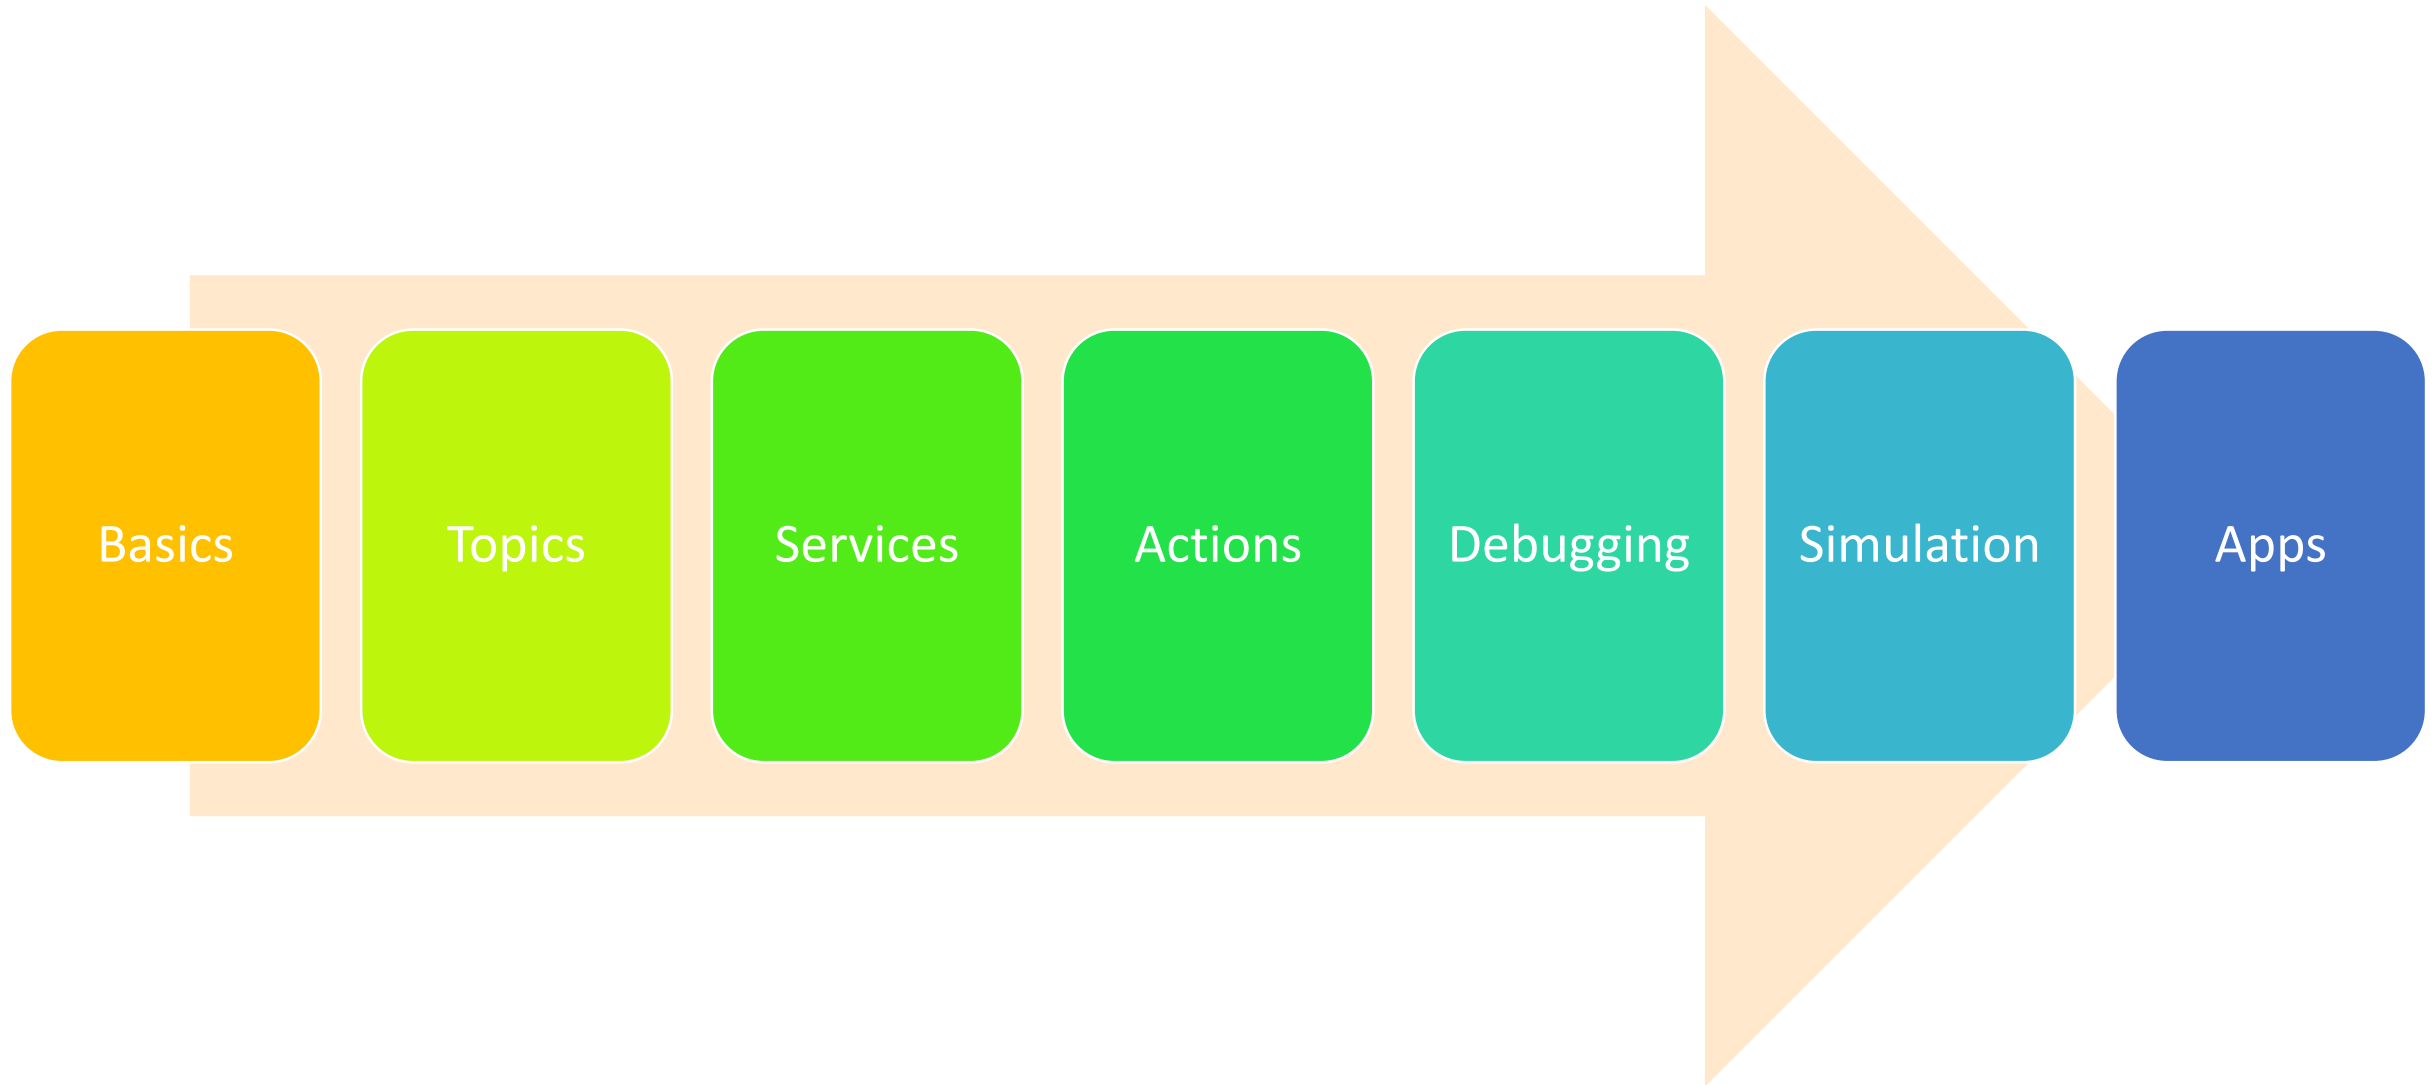 Basics
Topics
Services
Actions
Debugging
Simulation
Apps